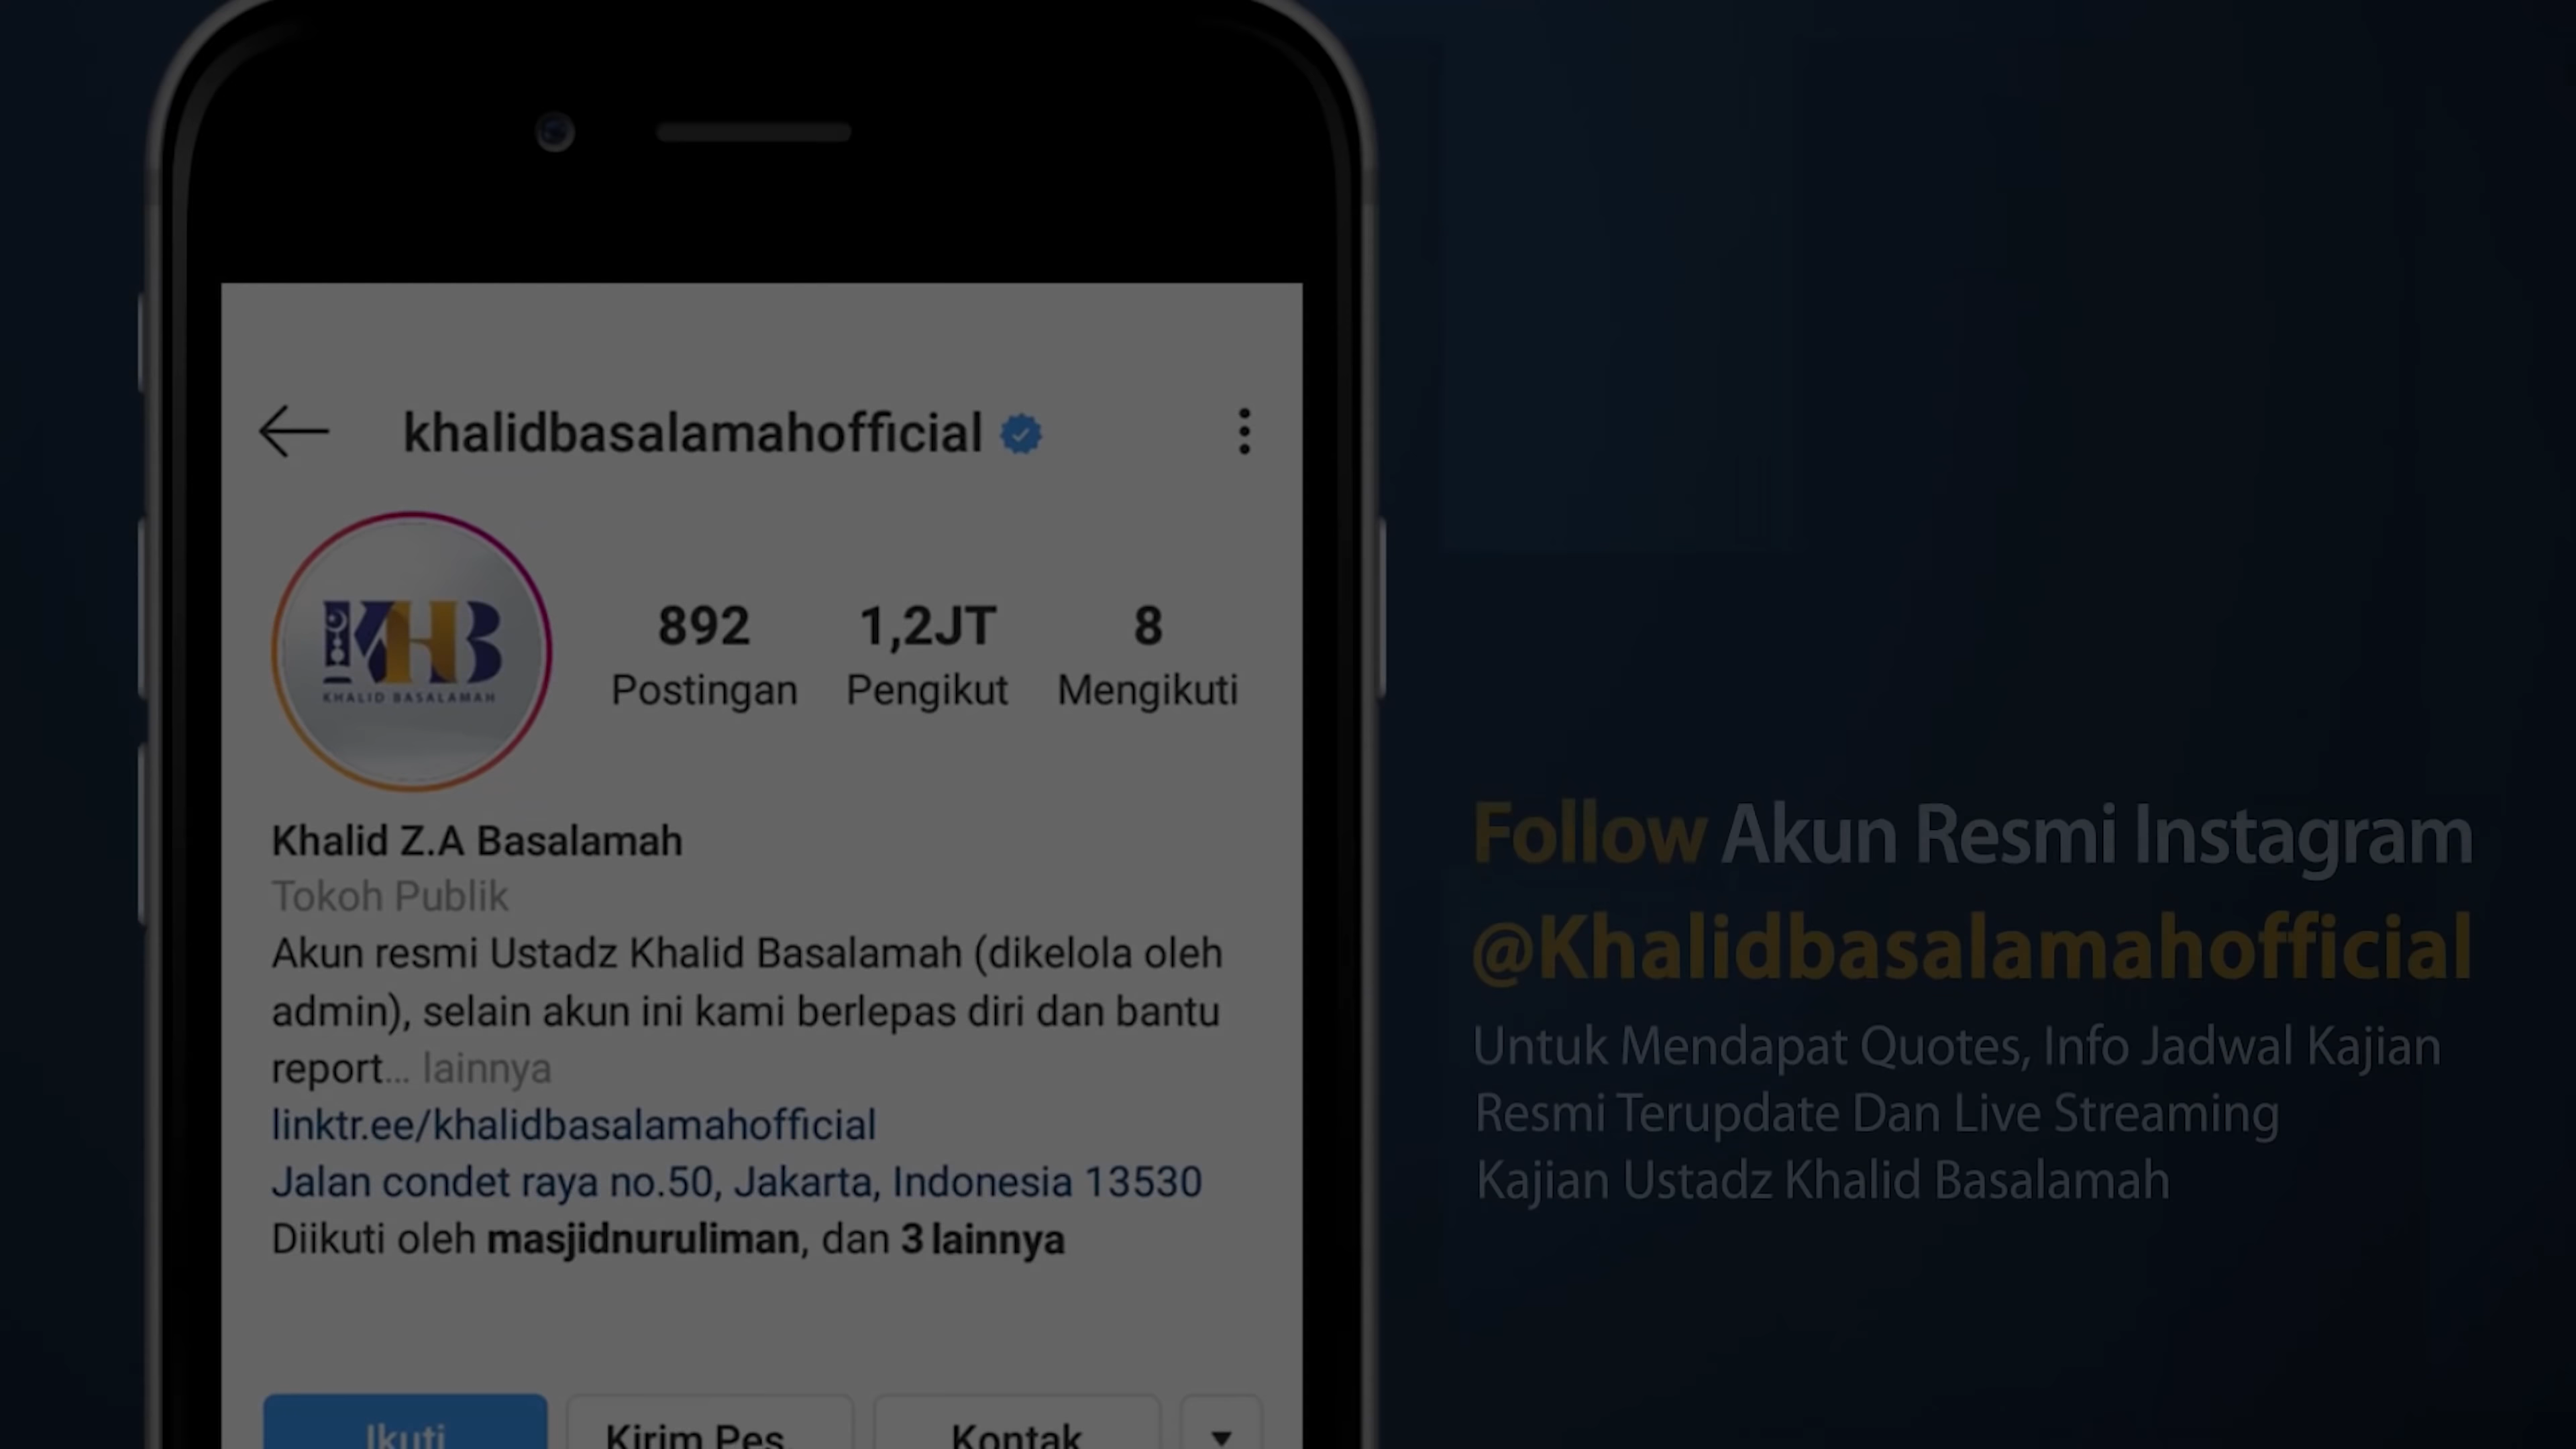 khalidbasalamahofficial
KHB
KHALID BASALAMAH
892
Postingan
1,2JT
Pengikut
8
Mengikuti
Khalid Z.A Basalamah
Tokoh Publik
Akun resmi Ustadz Khalid Basalamah (dikelola oleh
admin), selain akun ini kami berlepas diri dan bantu
report... lainnya
linktr.ee/khalidbasalamahofficial
Jalan condet raya no.50, Jakarta, Indonesia 13530
Diikuti oleh masjidnuruliman, dan 3 lainnya
Ikuti
Kirim Pes
Kontak
Follow Akun Resmi Instagram
@Khalidbasalamahofficial
Untuk Mendapat Quotes, Info Jadwal Kajian
Resmi Terupdate Dan Live Streaming
Kajian Ustadz Khalid Basalamah